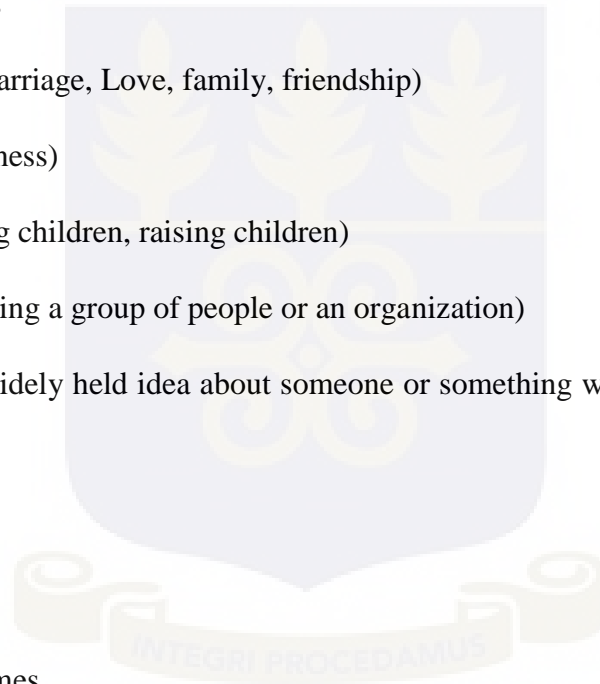 arriage, Love, family, friendship)
ness)
g children, raising children)
ing a group of people or an organization)
idely held idea about someone or something w
INTEGRI PROCEDAMUS
mes